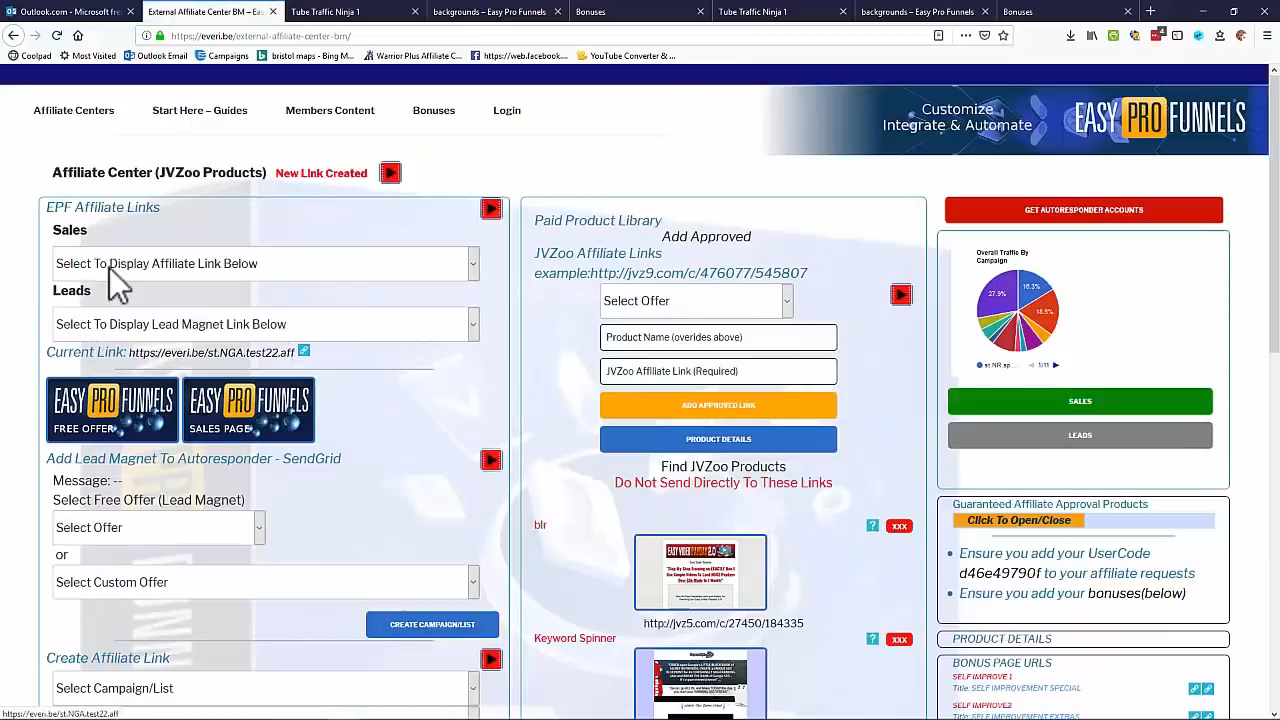 Outlook.com - Microsoft fre
External Affiliate Center BM – Eas
Tube Traffic Ninja 1
backgrounds – Easy Pro Funnels
Bonuses
Tube Traffic Ninja 1
backgrounds – Easy Pro Funnels
Bonuses
https://everi.be/external-affiliate-center-bm/
Coolpad
Most Visited
Outlook Email
Campaigns
bristol maps - Bing M...
Warrior Plus Affiliate C...
https://web.facebook...
YouTube Converter &...
Affiliate Centers
Start Here – Guides
Members Content
Bonuses
Login
Customize
Integrate & Automate
EASY PRO FUNNELS
Affiliate Center (JVZoo Products)
New LInk Created
EPF Affiliate Links
Sales
Select To Display Affiliate Link Below
Leads
Select To Display Lead Magnet Link Below
Current Link: https://everi.be/st.NGA.test22.aff
EASY PRO FUNNELS
FREE OFFER
EASY PRO FUNNELS
SALES PAGE
Add Lead Magnet To Autoresponder - SendGrid
Message: --
Select Free Offer (Lead Magnet)
Select Offer
or
Select Custom Offer
CREATE CAMPAIGN/LIST
Create Affiliate Link
Select Campaign/List
https://everi.be/st.NGA.test22.aff
Paid Product Library
Add Approved
JVZoo Affiliate Links
example:http://jvz9.com/c/476077/545807
Select Offer
Product Name (overides above)
JVZoo Affiliate Link (Required)
ADD APPROVED LINK
PRODUCT DETAILS
Find JVZoo Products
Do Not Send Directly To These Links
blr
?
xxx
http://jvz5.com/c/27450/184335
Keyword Spinner
?
xxx
GET AUTORESPONDER ACCOUNTS
Overall Traffic By
Campaign
27.9%
16.3%
18.6%
1/11
SALES
LEADS
Guaranteed Affiliate Approval Products
Click To Open/Close
Ensure you add your UserCode
d46e49790f to your affiliate requests
Ensure you add your bonuses(below)
PRODUCT DETAILS
BONUS PAGE URLS
SELF IMPROVE 1
Title: SELF IMPROVEMENT SPECIAL
SELF IMPROVE2
Title: SELF IMPROVEMENT EXTRAS